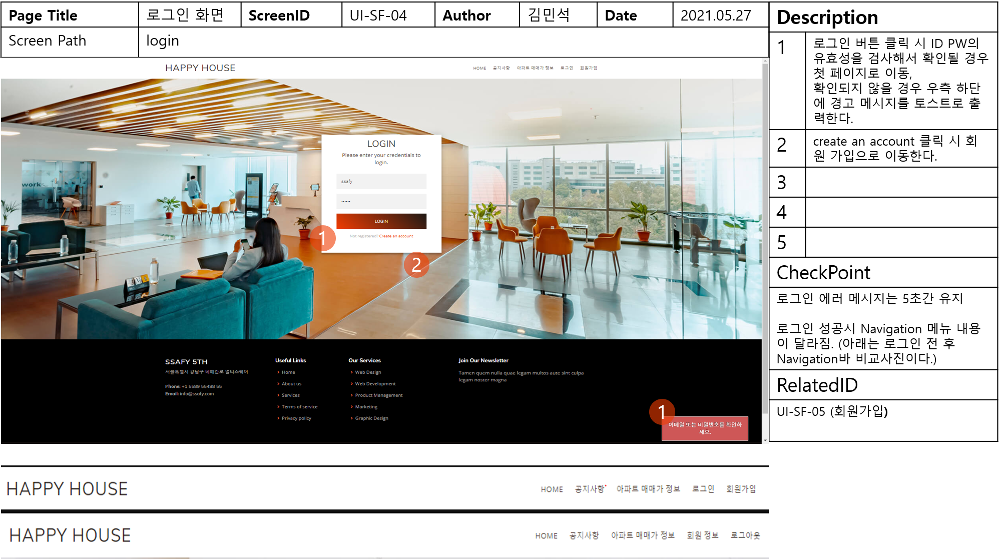 Page Title 로그인 화면 ScreenID UI-SF-04 Author 김민석 Date 2021.05.27
Screen Path login
HAPPY HOUSE
HOME 공지사항 아파트 매매가 정보 로그인 회원가입
work
LOGIN
Please enter your credentials to
login.
ssafy
••••••
LOGIN
Not registered? Create an account
1
2
SSAFY 5TH
서울특별시 강남구 테헤란로 멀티스퀘어
Phone: +1 5589 55488 55
Email: info@ssafy.com
Useful Links
Home
About us
Services
Terms of service
Privacy policy
Our Services
Web Design
Web Development
Product Management
Marketing
Graphic Design
Join Our Newsletter
Tamen quem nulla quae legam multos aute sint culpa
legam noster magna
1
이메일 또는 비밀번호를 확인하
세요.
Description
1 로그인 버튼 클릭 시 ID PW의
유효성을 검사해서 확인될 경우
첫 페이지로 이동,
확인되지 않을 경우 우측 하단
에 경고 메시지를 토스트로 출
력한다.
2 create an account 클릭 시 회
원 가입으로 이동한다.
3
4
5
CheckPoint
로그인 에러 메시지는 5초간 유지
로그인 성공시 Navigation 메뉴 내용
이 달라짐. (아래는 로그인 전 후
Navigation바 비교사진이다.)
RelatedID
UI-SF-05 (회원가입)
HAPPY HOUSE
HOME 공지사항 아파트 매매가 정보 로그인 회원가입
HAPPY HOUSE
HOME 공지사항 아파트 매매가 정보 회원 정보 로그아웃